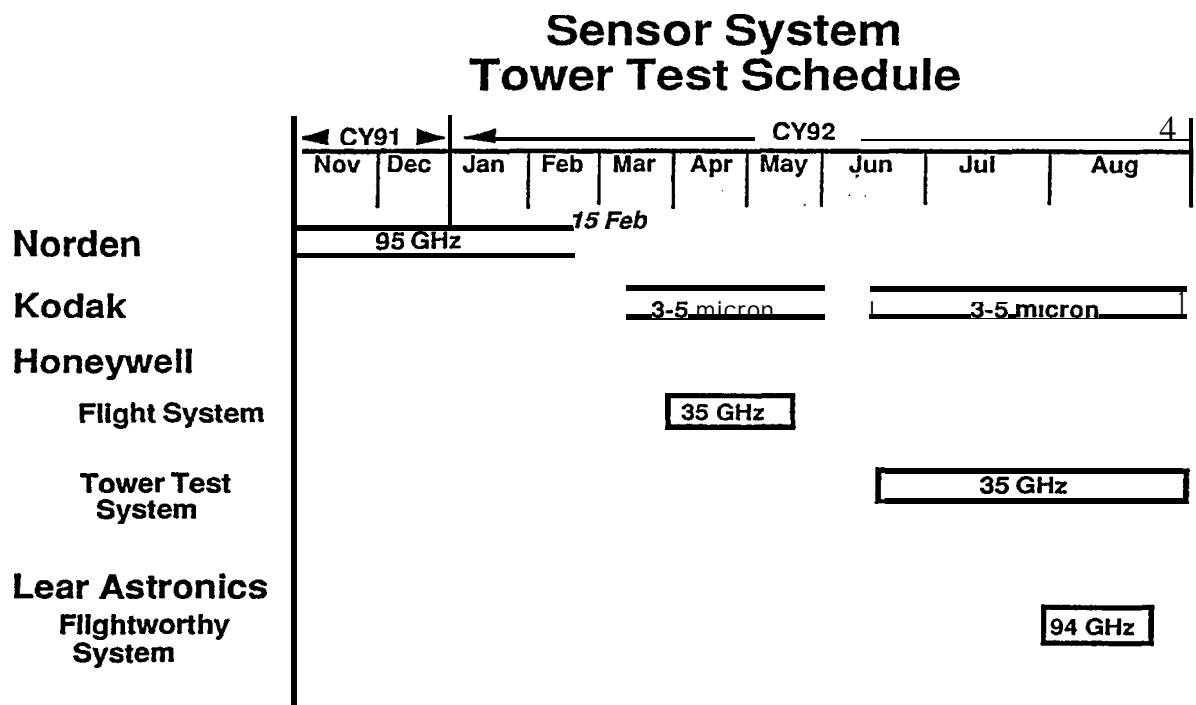 Sensor System
Tower Test Schedule
CY91 CY92 4
Nov Dec Jan Feb Mar Apr May Jun Jul Aug
15 Feb
Norden 95 GHz
Kodak 3-5 micron 3-5 micron
Honeywell
Flight System 35 GHz
Tower Test
System
35 GHz
Lear Astronics
Flightworthy
System
94 GHz